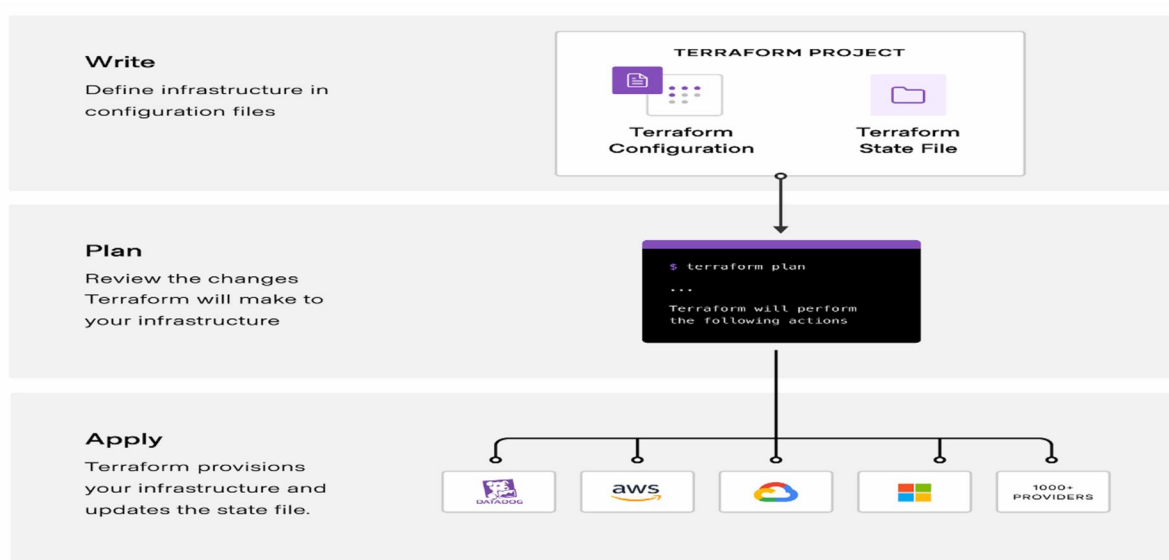 Write
Define infrastructure in
configuration files
TERRAFORM PROJECT
Terraform
Configuration
Terraform
State File
Plan
Review the changes
Terraform will make to
your infrastructure
$ terraform plan
...
Terraform will perform
the following actions
Apply
Terraform provisions
your infrastructure and
updates the state file.
DATADOG
aws
1000+
PROVIDERS